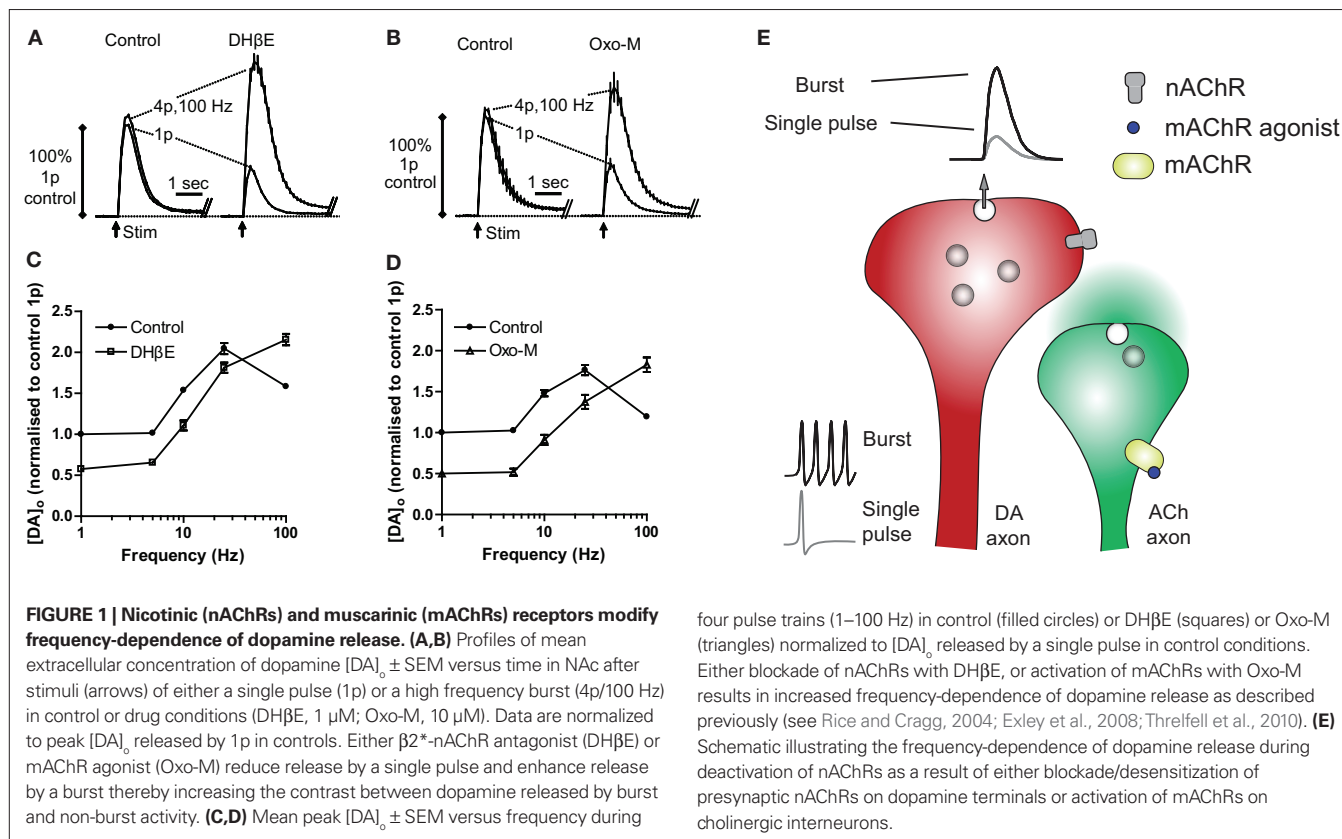 A
Control
DHβE
4p,100 Hz
1p
100%
1p
control
1 sec
Stim
B
Control
Oxo-M
4p,100 Hz
1p
100%
1p
control
1 sec
Stim
C
[DA]ₒ (normalised to control 1p)
2.5
2.0
1.5
1.0
0.5
0.0
Control
DHβE
1
10
100
Frequency (Hz)
D
[DA]ₒ (normalised to control 1p)
2.5
2.0
1.5
1.0
0.5
0.0
Control
Oxo-M
1
10
100
Frequency (Hz)
E
Burst
Single pulse
nAChR
mAChR agonist
mAChR
Burst
Single
pulse
DA
axon
ACh
axon
FIGURE 1 | Nicotinic (nAChRs) and muscarinic (mAChRs) receptors modify
frequency-dependence of dopamine release. (A,B) Profiles of mean
extracellular concentration of dopamine [DA]ₒ ± SEM versus time in NAc after
stimuli (arrows) of either a single pulse (1p) or a high frequency burst (4p/100 Hz)
in control or drug conditions (DHβE, 1 μM; Oxo-M, 10 μM). Data are normalized
to peak [DA]ₒ released by 1p in controls. Either β2*-nAChR antagonist (DHβE) or
mAChR agonist (Oxo-M) reduce release by a single pulse and enhance release
by a burst thereby increasing the contrast between dopamine released by burst
and non-burst activity. (C,D) Mean peak [DA]ₒ ± SEM versus frequency during
four pulse trains (1–100 Hz) in control (filled circles) or DHβE (squares) or Oxo-M
(triangles) normalized to [DA]ₒ released by a single pulse in control conditions.
Either blockade of nAChRs with DHβE, or activation of mAChRs with Oxo-M
results in increased frequency-dependence of dopamine release as described
previously (see Rice and Cragg, 2004; Exley et al., 2008; Threlfell et al., 2010). (E)
Schematic illustrating the frequency-dependence of dopamine release during
deactivation of nAChRs as a result of either blockade/desensitization of
presynaptic nAChRs on dopamine terminals or activation of mAChRs on
cholinergic interneurons.